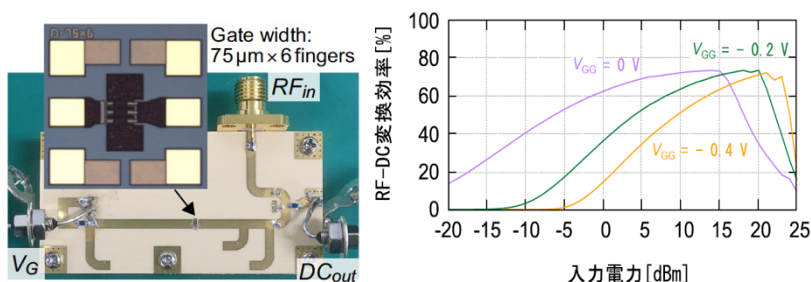 D:75×6
Gate width:
75μm×6 fingers
RFin
VG
DCout
RF-DC変換効率[%]
100
80
60
40
20
0
VGG = 0 V
VGG = − 0.2 V
VGG = − 0.4 V
-20 -15 -10 -5 0 5 10 15 20 25
入力電力[dBm]